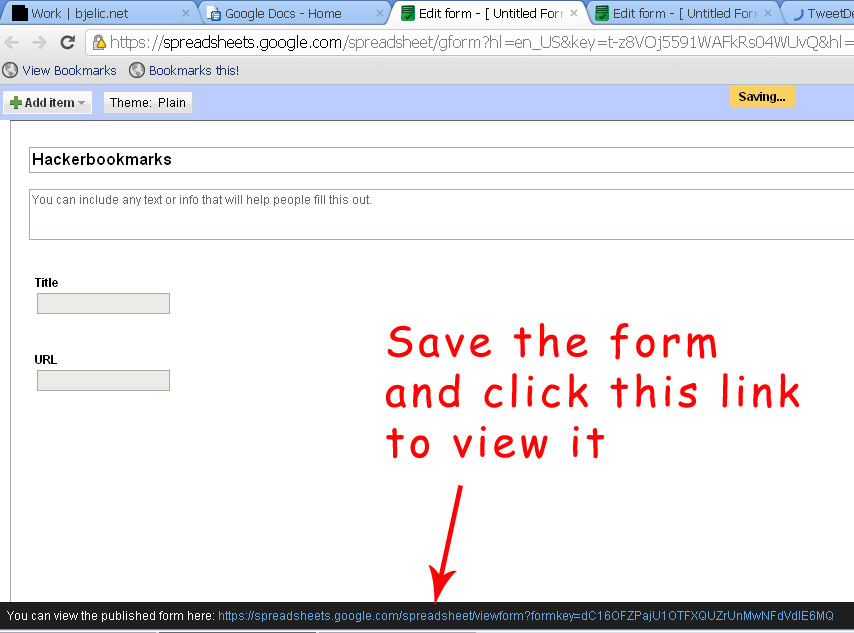 Work | bjelic.net
Google Docs - Home
Edit form - [ Untitled For
Edit form - [ Untitled For
TweetDe
https://spreadsheets.google.com/spreadsheet/gform?hl=en_US&key=t-z8VOj5591WAFkRs04WUvQ&hl=
View Bookmarks
Bookmarks this!
Add item
Theme: Plain
Saving...
Hackerbookmarks
You can include any text or info that will help people fill this out.
Title
URL
Save the form
and click this link
to view it
You can view the published form here: https://spreadsheets.google.com/spreadsheet/viewform?formkey=dC16OFZPajU1OTFXQUZrUnMwNFdVdlE6MQ